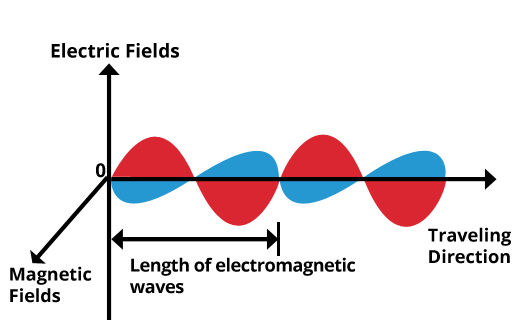 Electric Fields
0
Traveling
Direction
Length of electromagnetic
waves
Magnetic
Fields